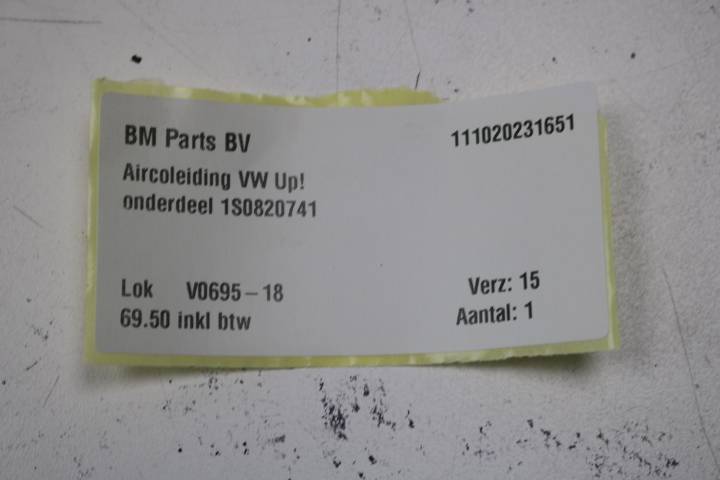 BM Parts BV 111020231651
Aircoleiding VW Up!
onderdeel 1S0820741
Lok V0695-18 Verz: 15
69.50 inkl btw Aantal: 1